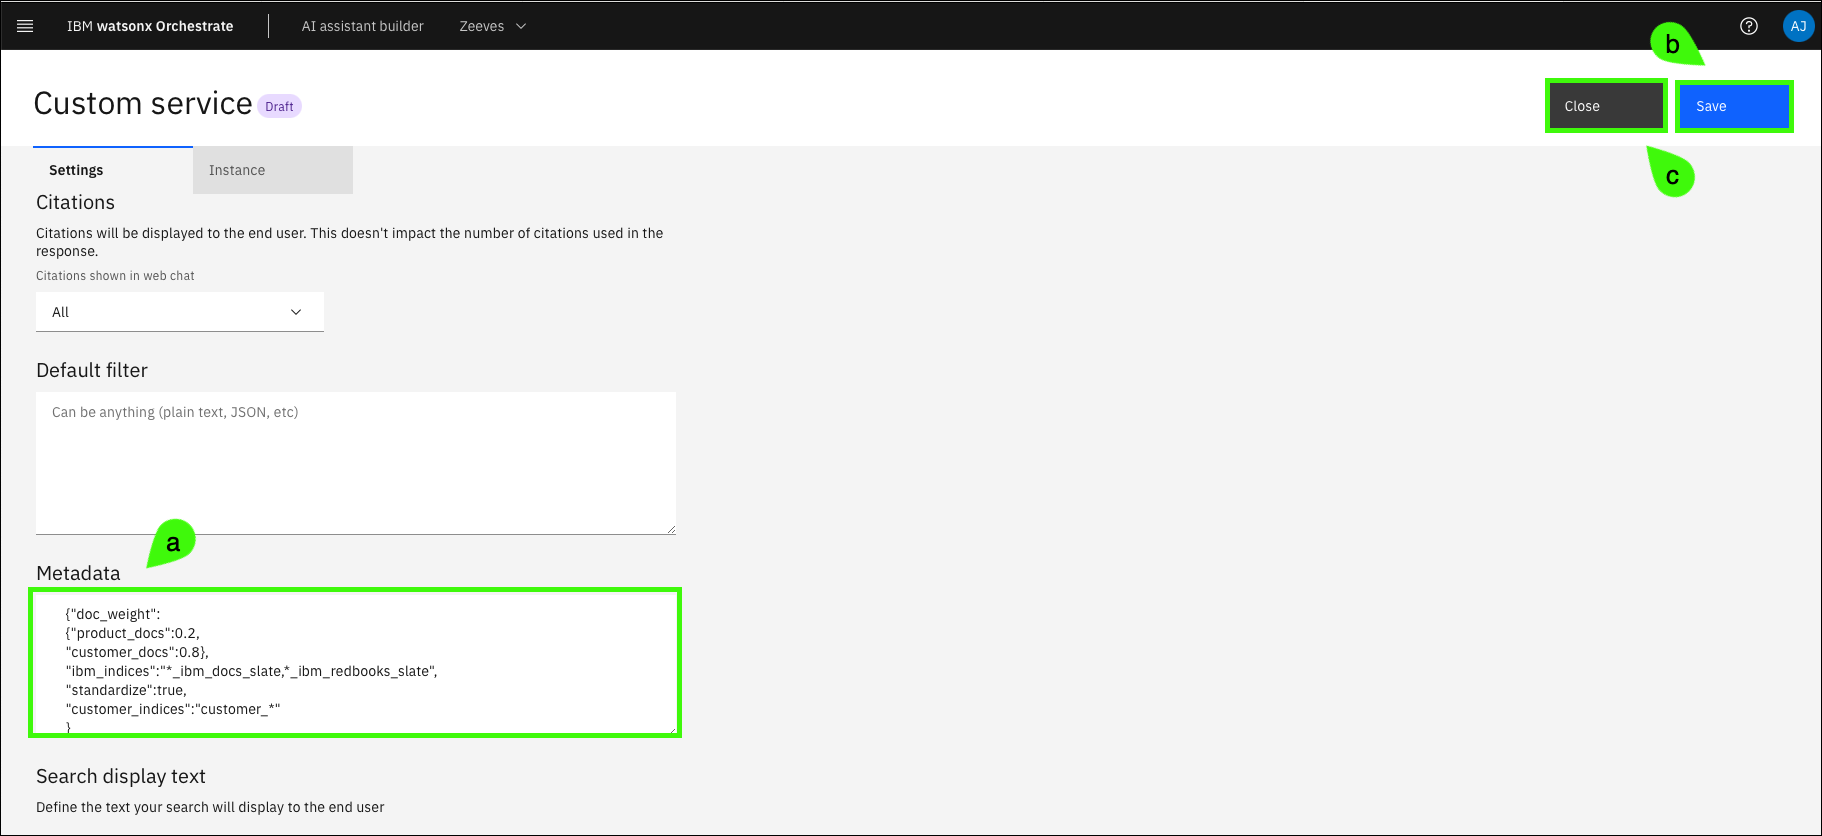 IBM watsonx Orchestrate
AI assistant builder
Zeeves
AJ
b
Custom service
Draft
Close
Save
c
Settings
Instance
Citations
Citations will be displayed to the end user. This doesn't impact the number of citations used in the
response.
Citations shown in web chat
All
Default filter
Can be anything (plain text, JSON, etc)
a
Metadata
{"doc_weight":
{"product_docs":0.2,
"customer_docs":0.8},
"ibm_indices":"*_ibm_docs_slate,*_ibm_redbooks_slate",
"standardize":true,
"customer_indices":"customer_*"
}
Search display text
Define the text your search will display to the end user